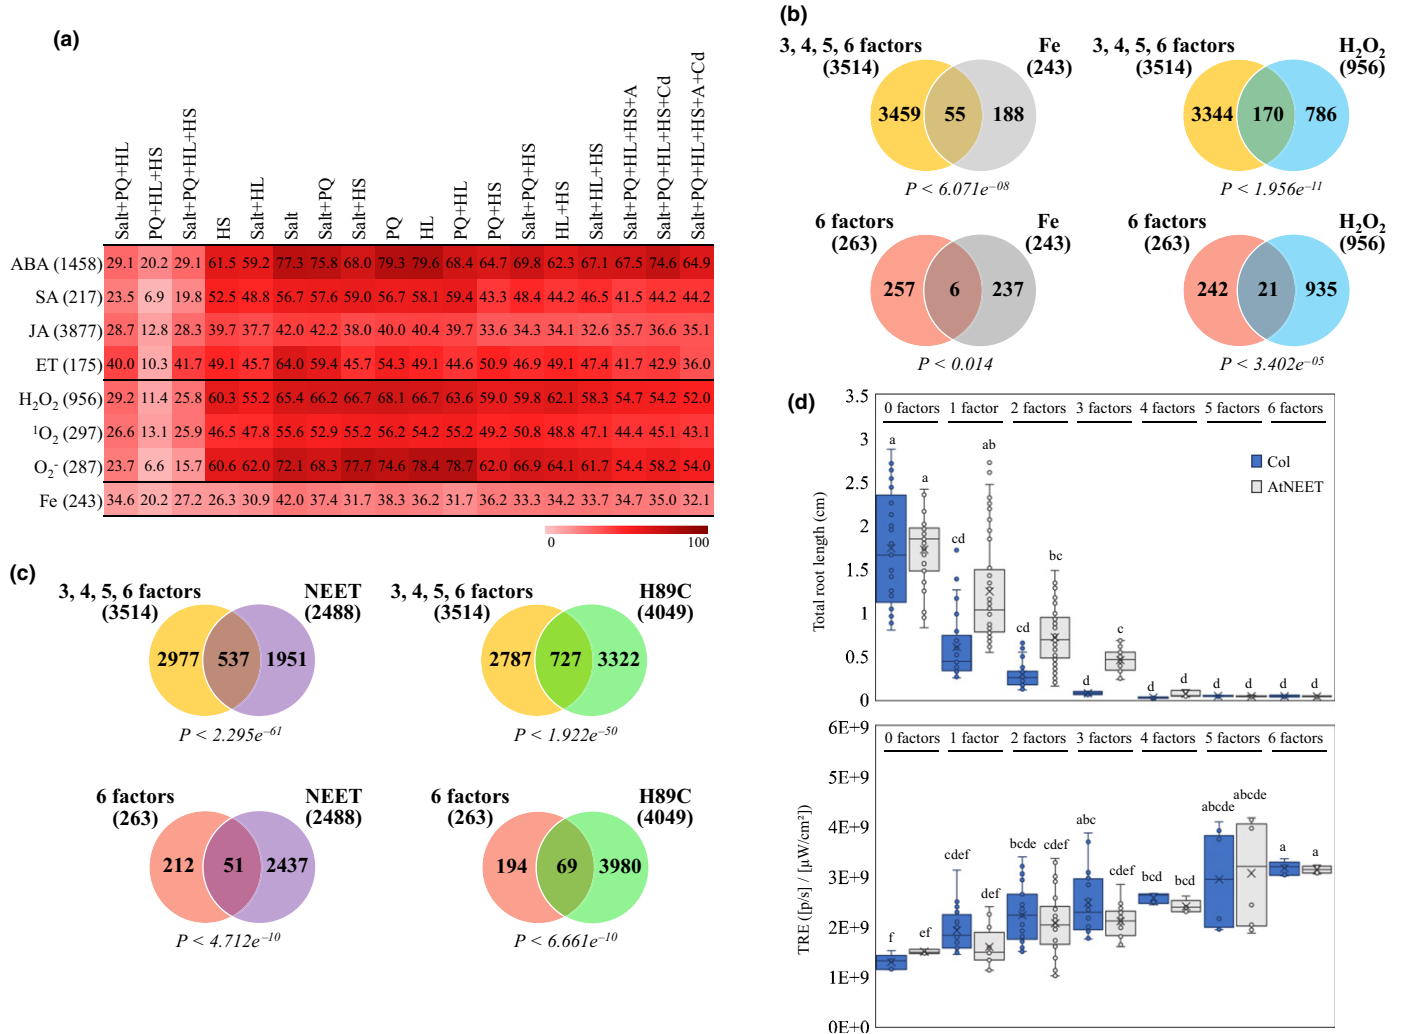 (a)
Salt+PQ+HL
PQ+HL+HS
Salt+PQ+HL+HS
HS
Salt+HL
Salt
Salt+PQ
Salt+HS
PQ
HL
PQ+HL
PQ+HS
Salt+PQ+HS
HL+HS
Salt+HL+HS
Salt+PQ+HL+HS+A
Salt+PQ+HL+HS+Cd
Salt+PQ+HL+HS+A+Cd
ABA (1458) 29.1 20.2 29.1 61.5 59.2 77.3 75.8 68.0 79.3 79.6 68.4 64.7 69.8 62.3 67.1 67.5 74.6 64.9
SA (217) 23.5 6.9 19.8 52.5 48.8 56.7 57.6 59.0 56.7 58.1 59.4 43.3 48.4 44.2 46.5 41.5 44.2 44.2
JA (3877) 28.7 12.8 28.3 39.7 37.7 42.0 42.2 38.0 40.0 40.4 39.7 33.6 34.3 34.1 32.6 35.7 36.6 35.1
ET (175) 40.0 10.3 41.7 49.1 45.7 64.0 59.4 45.7 54.3 49.1 44.6 50.9 46.9 49.1 47.4 41.7 42.9 36.0
H₂O₂ (956) 29.2 11.4 25.8 60.3 55.2 65.4 66.2 66.7 68.1 66.7 63.6 59.0 59.8 62.1 58.3 54.7 54.2 52.0
¹O₂ (297) 26.6 13.1 25.9 46.5 47.8 55.6 52.9 55.2 56.2 54.2 55.2 49.2 50.8 48.8 47.1 44.4 45.1 43.1
O₂⁻ (287) 23.7 6.6 15.7 60.6 62.0 72.1 68.3 77.7 74.6 78.4 78.7 62.0 66.9 64.1 61.7 54.4 58.2 54.0
Fe (243) 34.6 20.2 27.2 26.3 30.9 42.0 37.4 31.7 38.3 36.2 31.7 36.2 33.3 34.2 33.7 34.7 35.0 32.1
0 100
(b)
3, 4, 5, 6 factors
(3514)
Fe
(243)
3459 55 188
P < 6.071e⁻⁰⁸
3, 4, 5, 6 factors
(3514)
H₂O₂
(956)
3344 170 786
P < 1.956e⁻¹¹
6 factors
(263)
Fe
(243)
257 6 237
P < 0.014
6 factors
(263)
H₂O₂
(956)
242 21 935
P < 3.402e⁻⁰⁵
(c)
3, 4, 5, 6 factors
(3514)
NEET
(2488)
2977 537 1951
P < 2.295e⁻⁶¹
3, 4, 5, 6 factors
(3514)
H89C
(4049)
2787 727 3322
P < 1.922e⁻⁵⁰
6 factors
(263)
NEET
(2488)
212 51 2437
P < 4.712e⁻¹⁰
6 factors
(263)
H89C
(4049)
194 69 3980
P < 6.661e⁻¹⁰
(d)
Total root length (cm)
3.5
3
2.5
2
1.5
1
0.5
0
0 factors 1 factor 2 factors 3 factors 4 factors 5 factors 6 factors
Col
AtNEET
a a cd ab cd bc d c d d d d d d
TRE ([p/s] / [µW/cm²])
6E+9
5E+9
4E+9
3E+9
2E+9
1E+9
0E+0
0 factors 1 factor 2 factors 3 factors 4 factors 5 factors 6 factors
f ef cdef def bcde cdef abc cdef bcd bcd abcde abcde a a